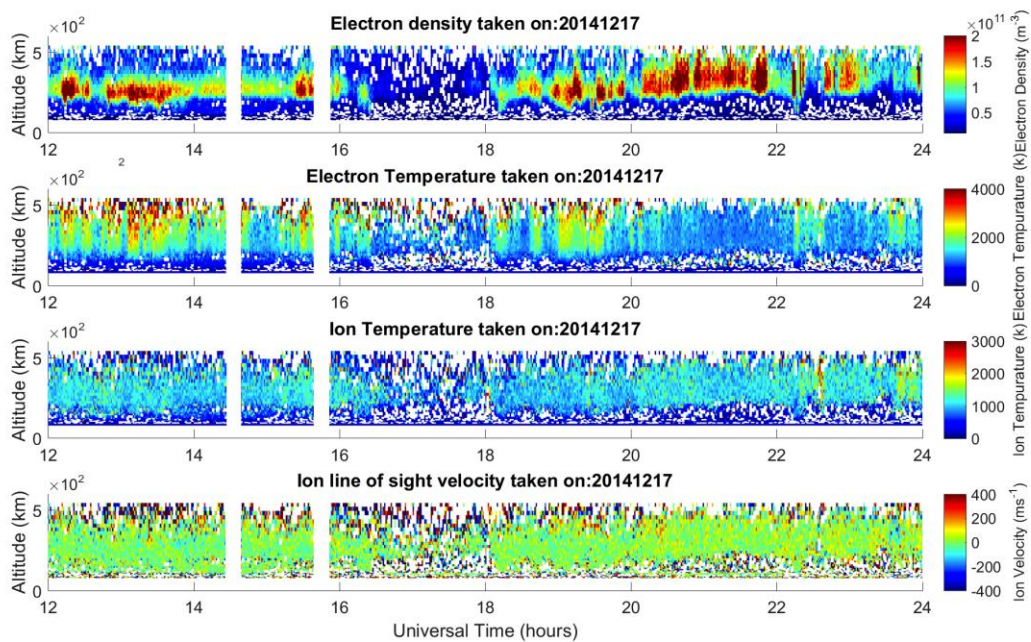 Electron density taken on:20141217
×10²
Altitude (km)
5
0
12 14 16 18 20 22 24
×10¹¹
2
1.5
1
0.5
Electron Density (m⁻³)
2
Electron Temperature taken on:20141217
Altitude (km)
5
0
12 14 16 18 20 22 24
4000
2000
0
Electron Tempurature (k)
Ion Temperature taken on:20141217
×10²
Altitude (km)
5
0
12 14 16 18 20 22 24
3000
2000
1000
0
Ion Tempurature (k)
Ion line of sight velocity taken on:20141217
×10²
Altitude (km)
5
0
12 14 16 18 20 22 24
400
200
0
-200
-400
Ion Velocity (ms⁻¹)
Universal Time (hours)